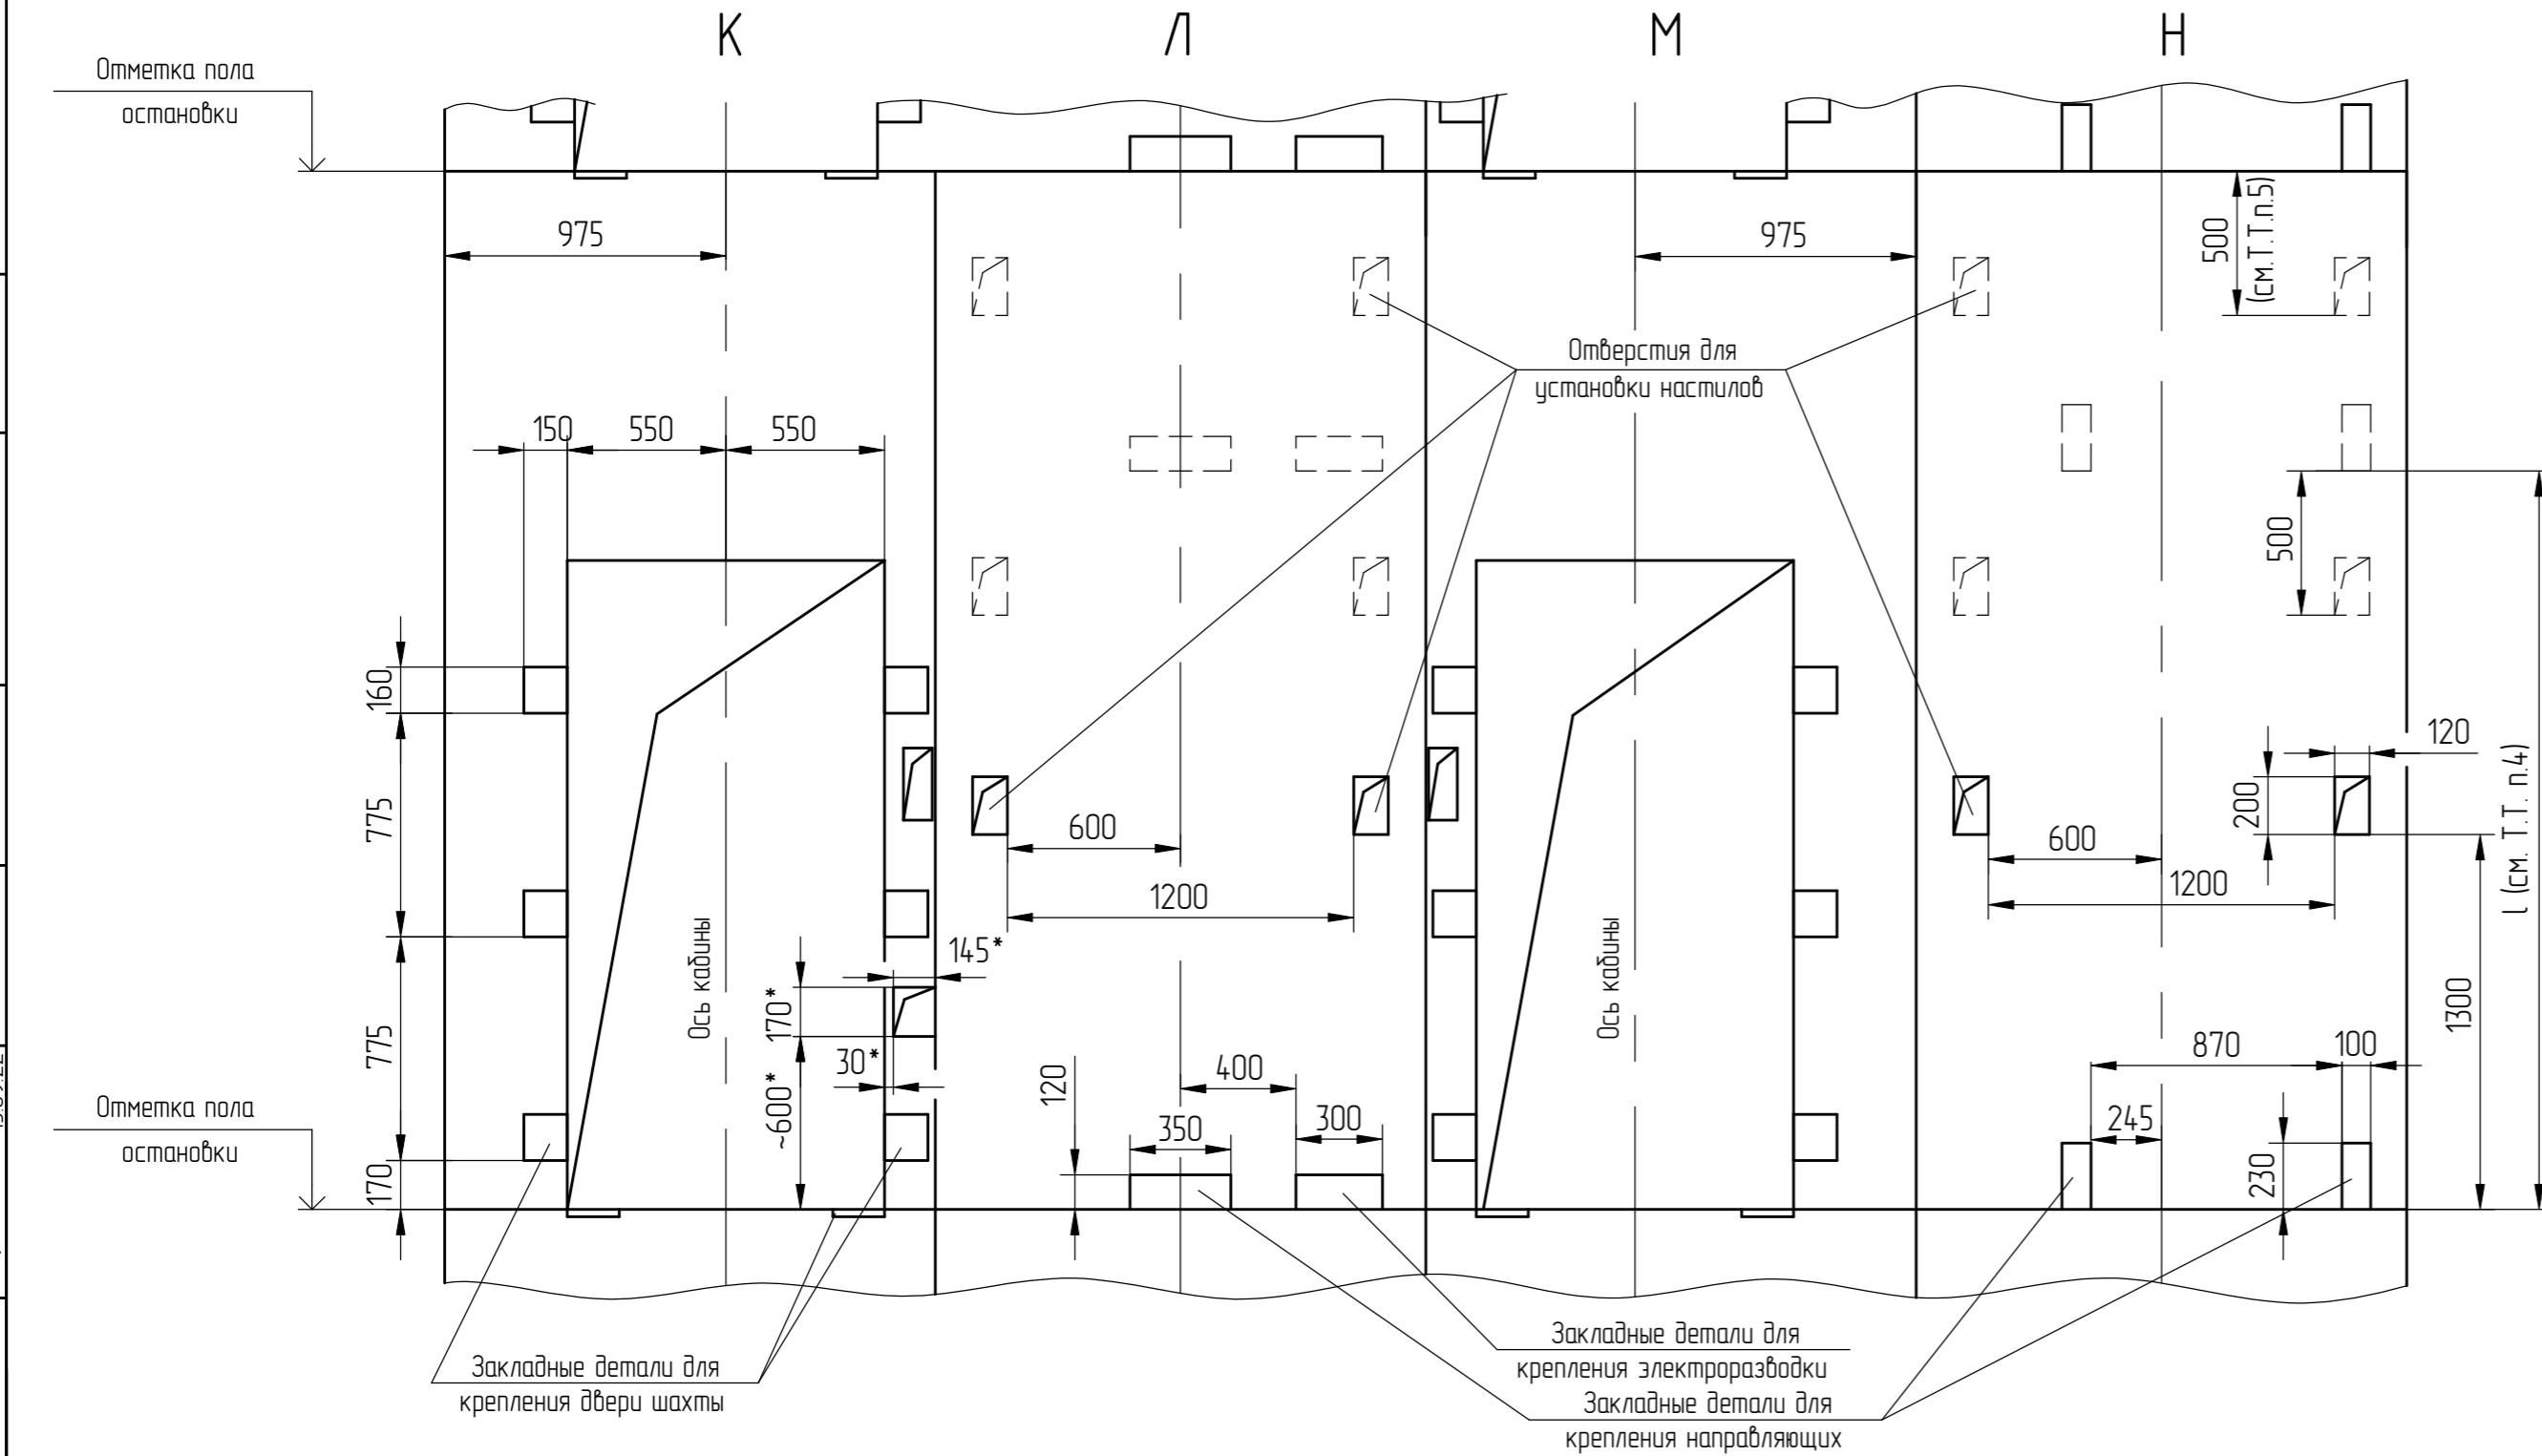 К
Л
М
Н
Отметка пола
остановки
975
975
500
(см.Т.Т.п.5)
Отверстия для
установки настилов
150
550
550
500
160
120
775
200
l (см. Т.Т. п.4)
600
600
1200
1200
Ось кабины
145*
Ось кабины
170*
1300
775
30*
870
100
~600*
120
400
Отметка пола
остановки
350
300
245
170
230
Закладные детали для
крепления электроразводки
Закладные детали для
крепления двери шахты
Закладные детали для
крепления направляющих